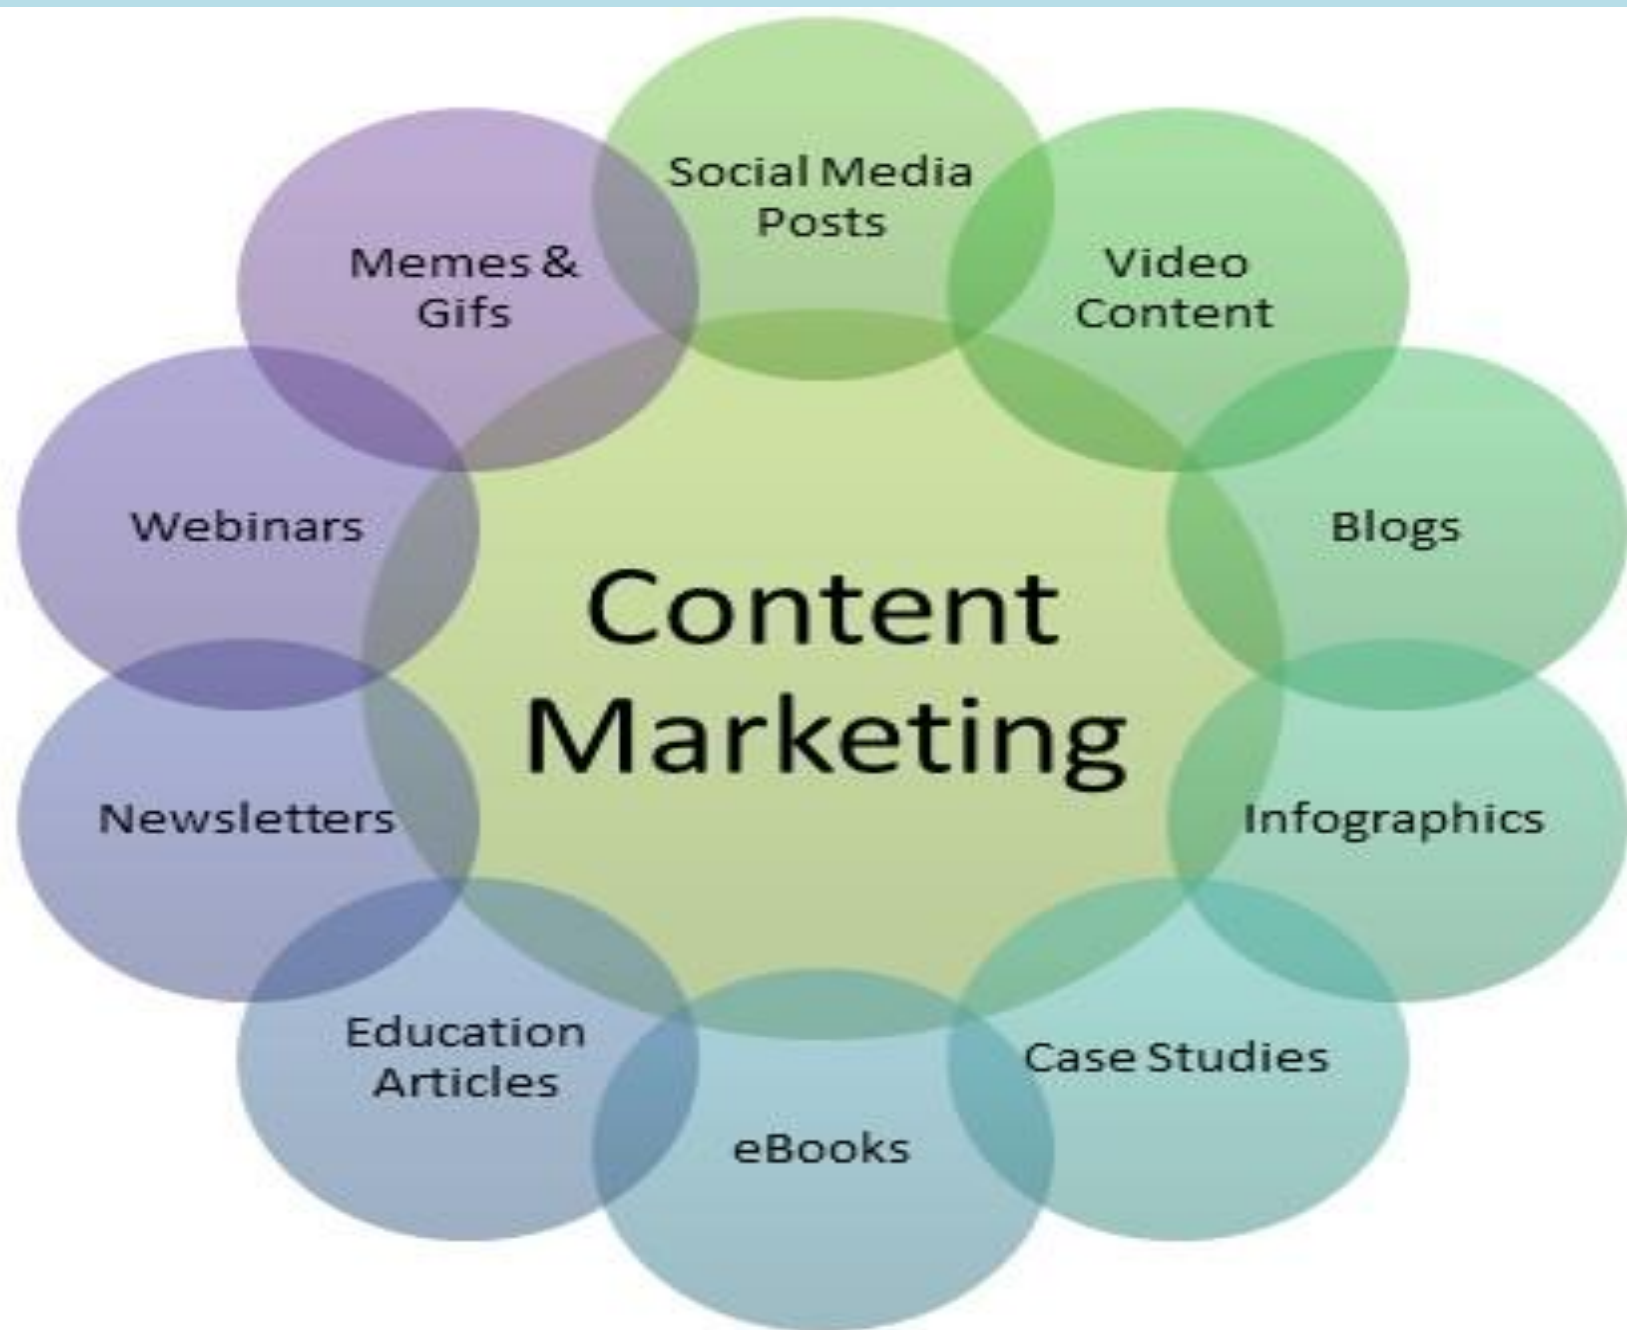 Social Media
Posts
Video
Content
Blogs
Infographics
Case Studies
eBooks
Education
Articles
Newsletters
Webinars
Memes &
Gifs
Content
Marketing